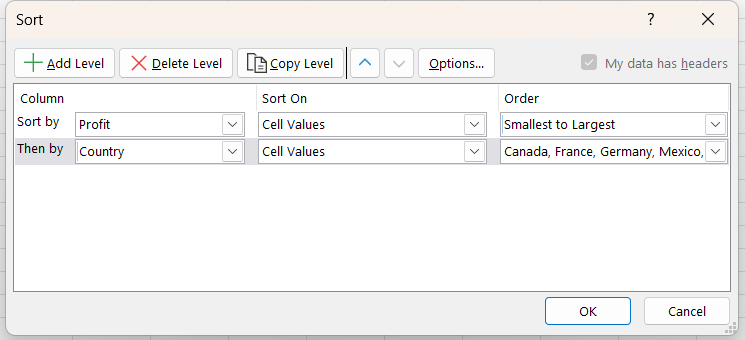 Sort ?
Add Level Delete Level Copy Level Options... My data has headers
Column Sort On Order
Sort by Profit Cell Values Smallest to Largest
Then by Country Cell Values Canada, France, Germany, Mexico,
OK Cancel